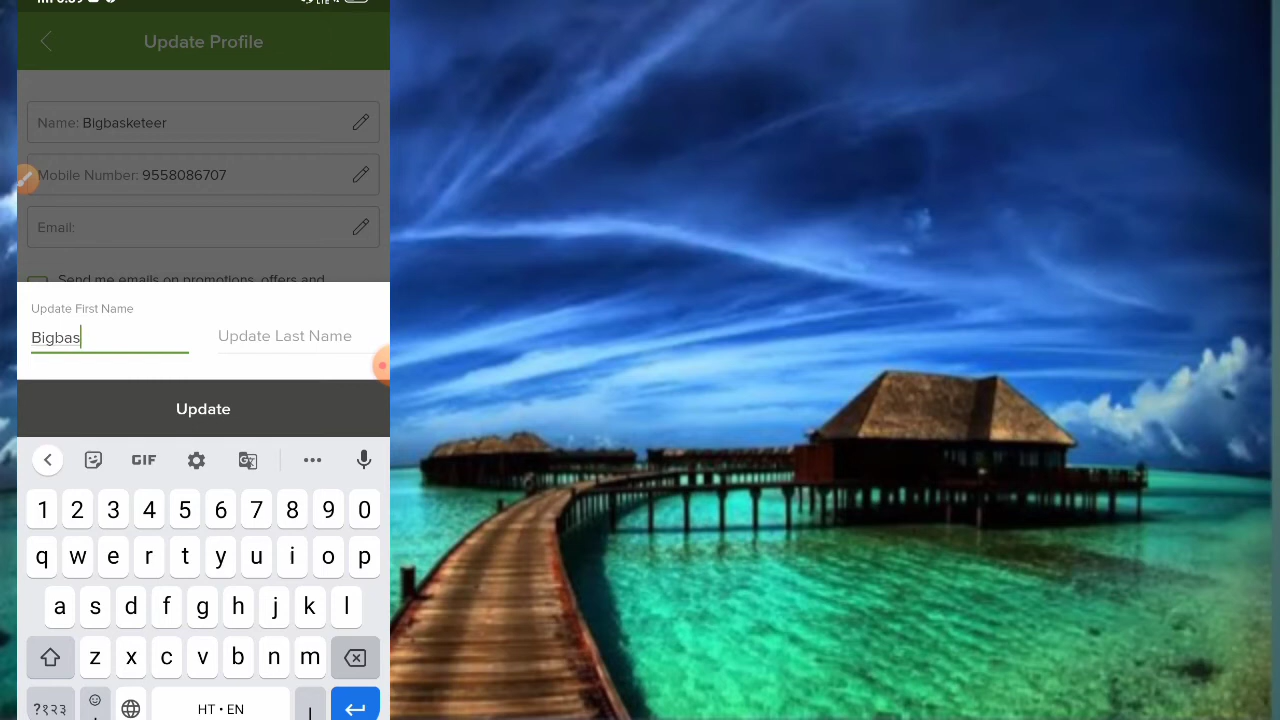 Update Profile
Name: Bigbasketeer
Mobile Number: 9558086707
Email:
Send me emails on promotions, offers and
Update First Name
Bigbas
Update Last Name
Update
GIF
1 2 3 4 5 6 7 8 9 0
q w e r t y u i o p
a s d f g h j k l
z x c v b n m
?१२३ HT • EN